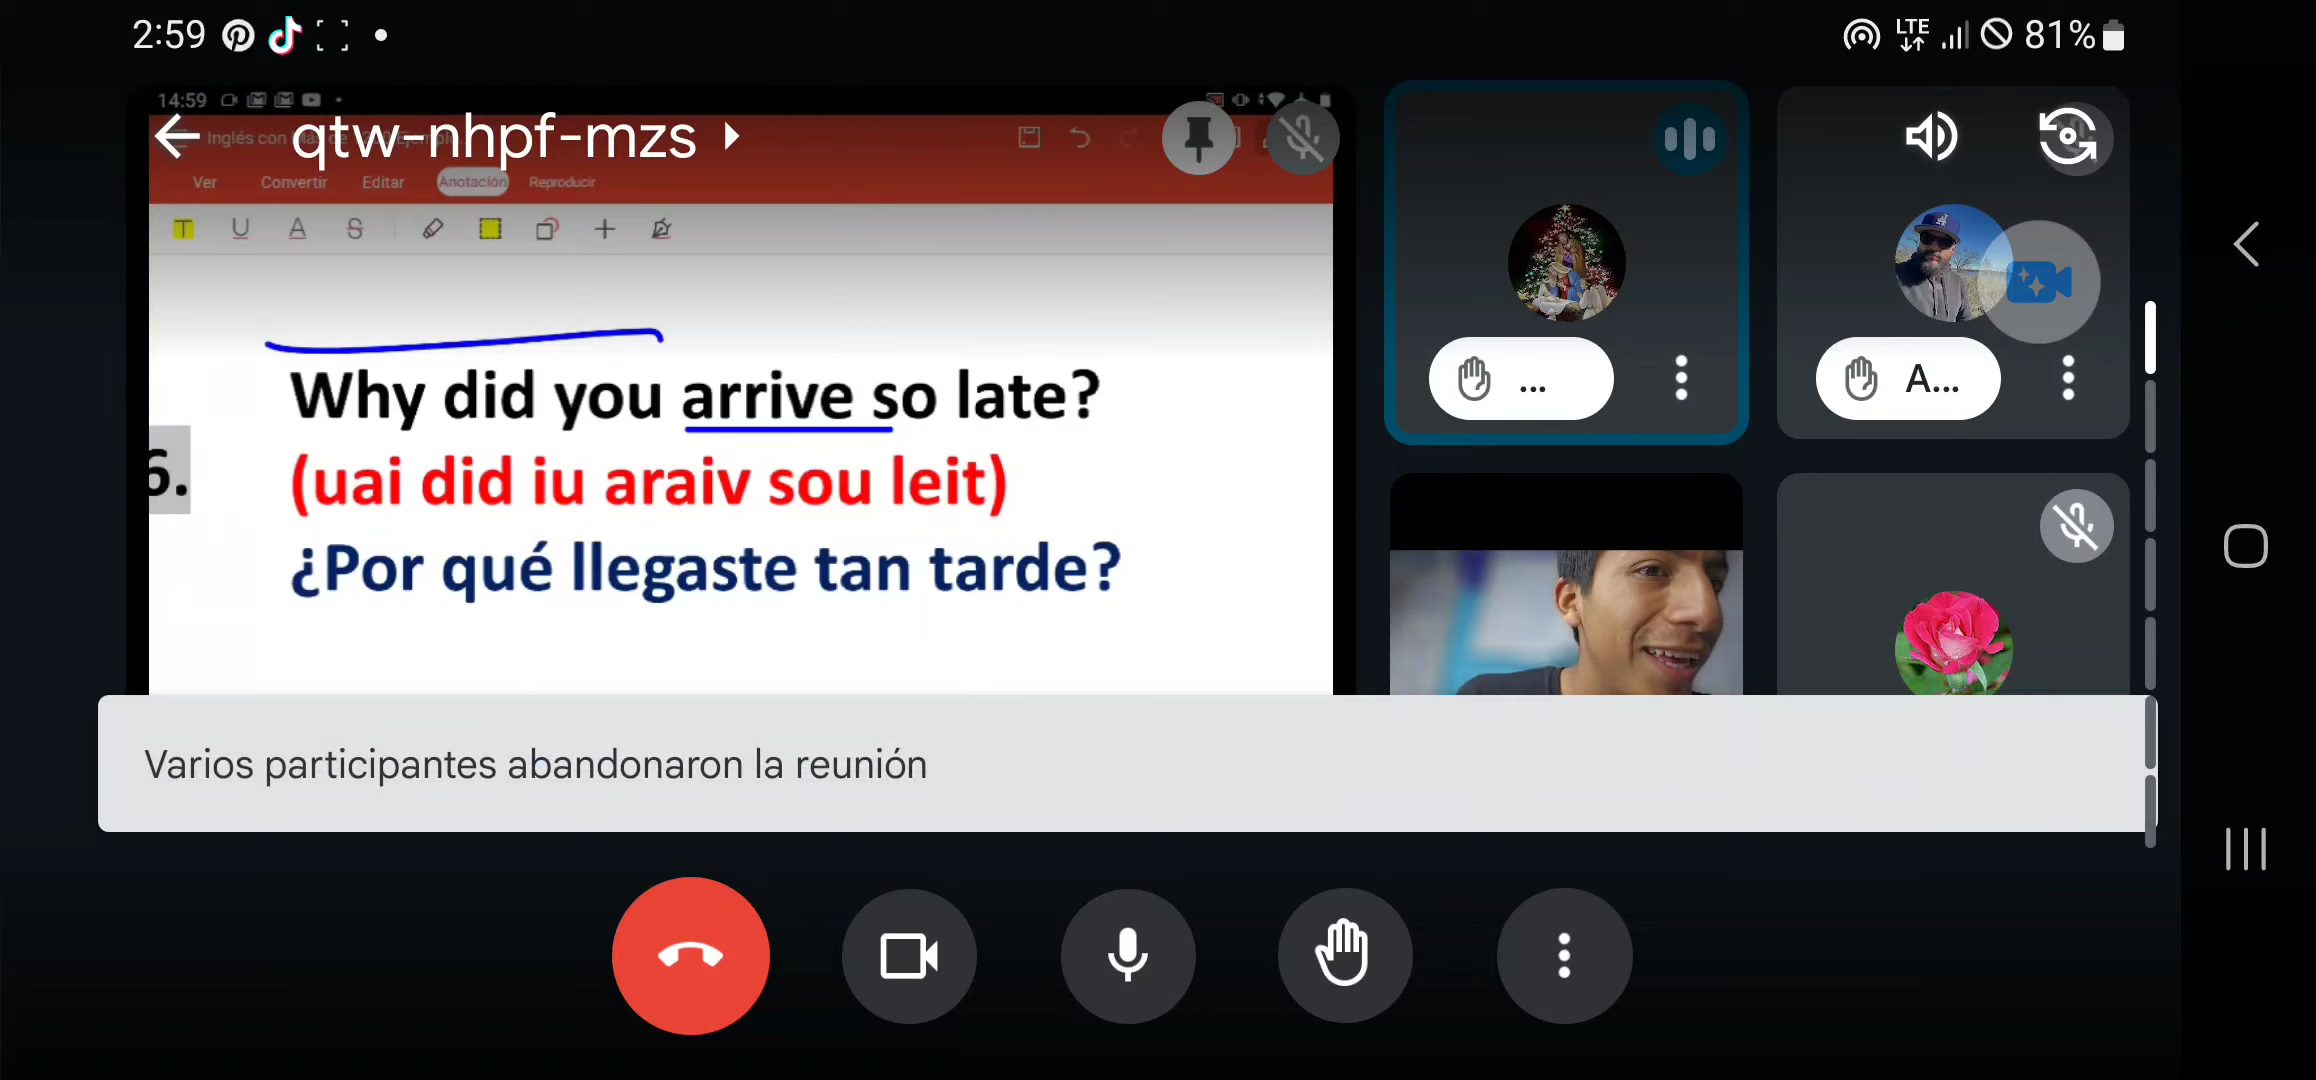 2:59 LTE 81%
14:59
Inglés con
qtw-nhpf-mzs
Ver Convertir Editar Anotación Reproducir
T U A S
Why did you arrive so late?
6.
(uai did iu araiv sou leit)
¿Por qué llegaste tan tarde?
...
A...
Varios participantes abandonaron la reunión